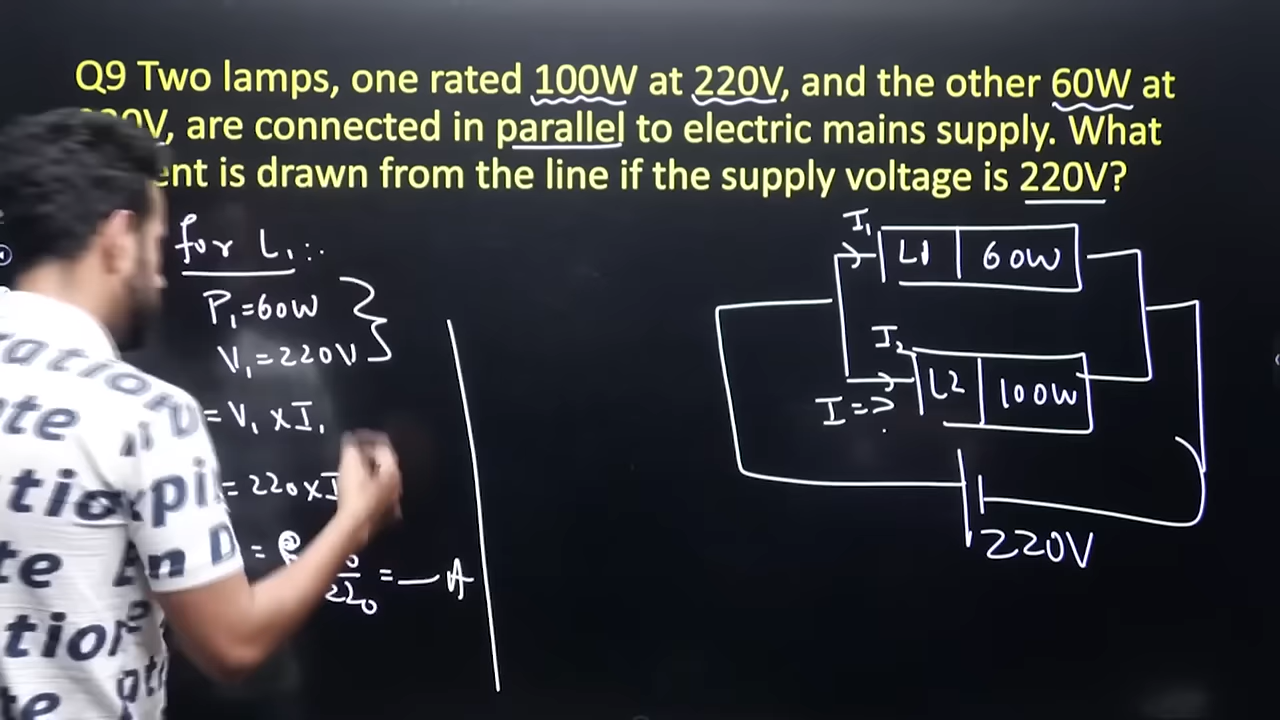 Q9 Two lamps, one rated 100W at 220V, and the other 60W at
V, are connected in parallel to electric mains supply. What
is drawn from the line if the supply voltage is 220V?
for L₁:
P₁=60W
V₁=220V
= V₁ × I₁
= 220 × I
=
220 = — A
I₁
L1 60W
I₂
L2 100W
I=?
220V